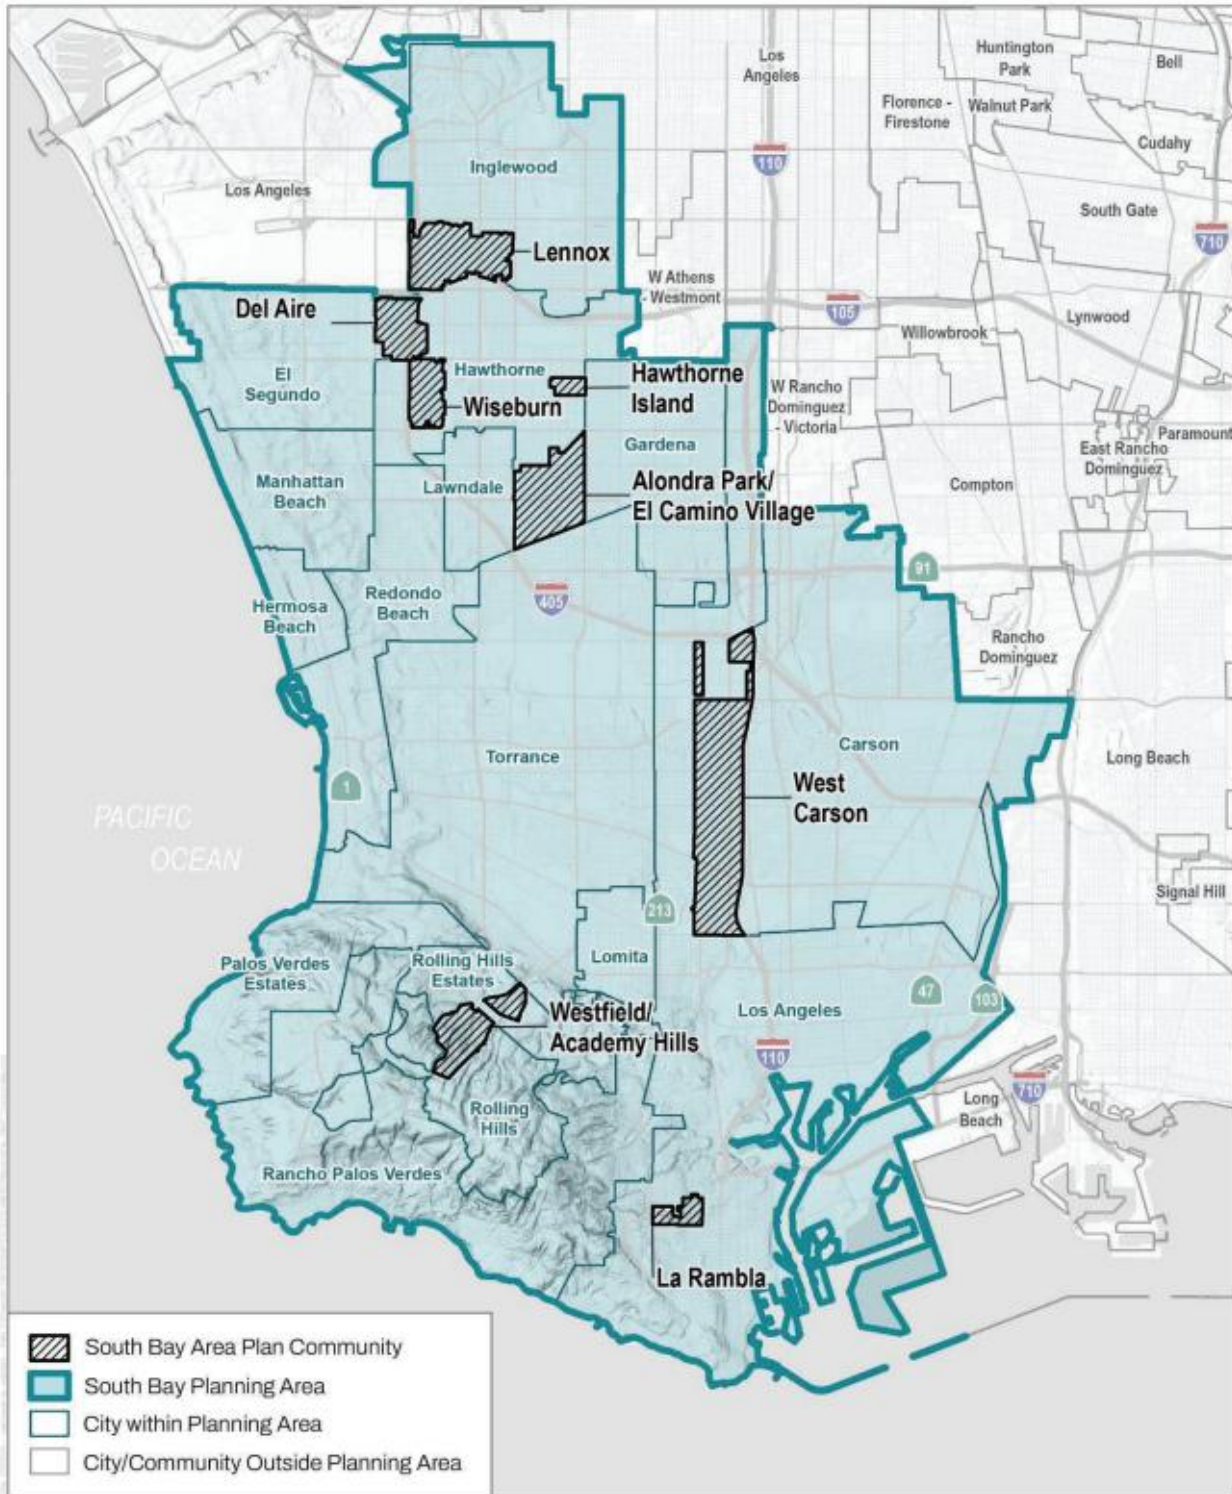 Los
Angeles
Huntington
Park
Bell
Florence -
Firestone
Walnut Park
Cudahy
110
Inglewood
Los Angeles
South Gate
710
Lennox
W Athens
- Westmont
Del Aire
105
Lynwood
Willowbrook
El
Segundo
Hawthorne
Hawthorne
Island
W Rancho
Dominguez
- Victoria
Wiseburn
Gardena
Paramount
East Rancho
Dominguez
Manhattan
Beach
Lawndale
Alondra Park/
El Camino Village
Compton
91
Hermosa
Beach
Redondo
Beach
405
Rancho
Dominguez
Torrance
Carson
Long Beach
1
West
Carson
PACIFIC
OCEAN
Signal Hill
213
Palos Verdes
Estates
Rolling Hills
Estates
Lomita
47
103
Westfield/
Academy Hills
Los Angeles
110
710
Rolling
Hills
Long
Beach
Rancho Palos Verdes
La Rambla
South Bay Area Plan Community
South Bay Planning Area
City within Planning Area
City/Community Outside Planning Area